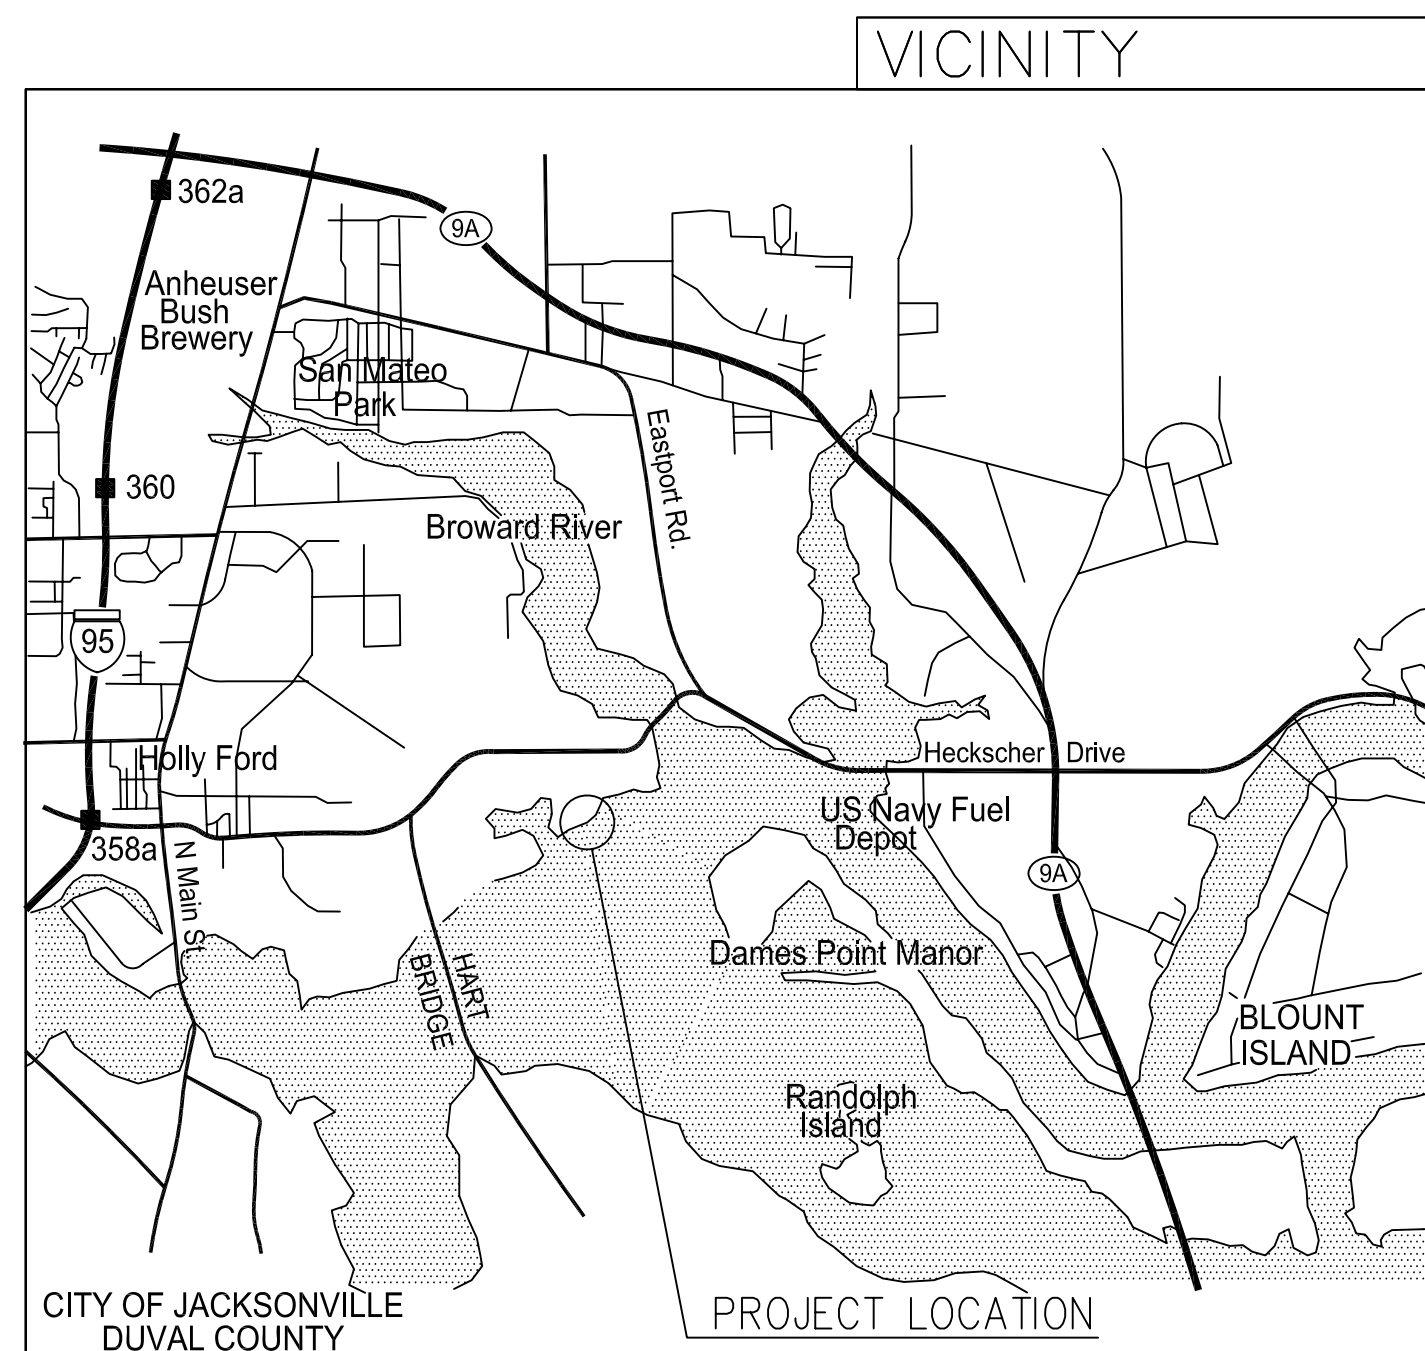 VICINITY
362a
9A
Anheuser
Bush
Brewery
San Mateo
Park
Eastport Rd.
360
Broward River
95
Holly Ford
Heckscher Drive
US Navy Fuel
Depot
358a
N Main St
9A
Dames Point Manor
HART
BRIDGE
BLOUNT
ISLAND
Randolph
Island
CITY OF JACKSONVILLE
DUVAL COUNTY
PROJECT LOCATION